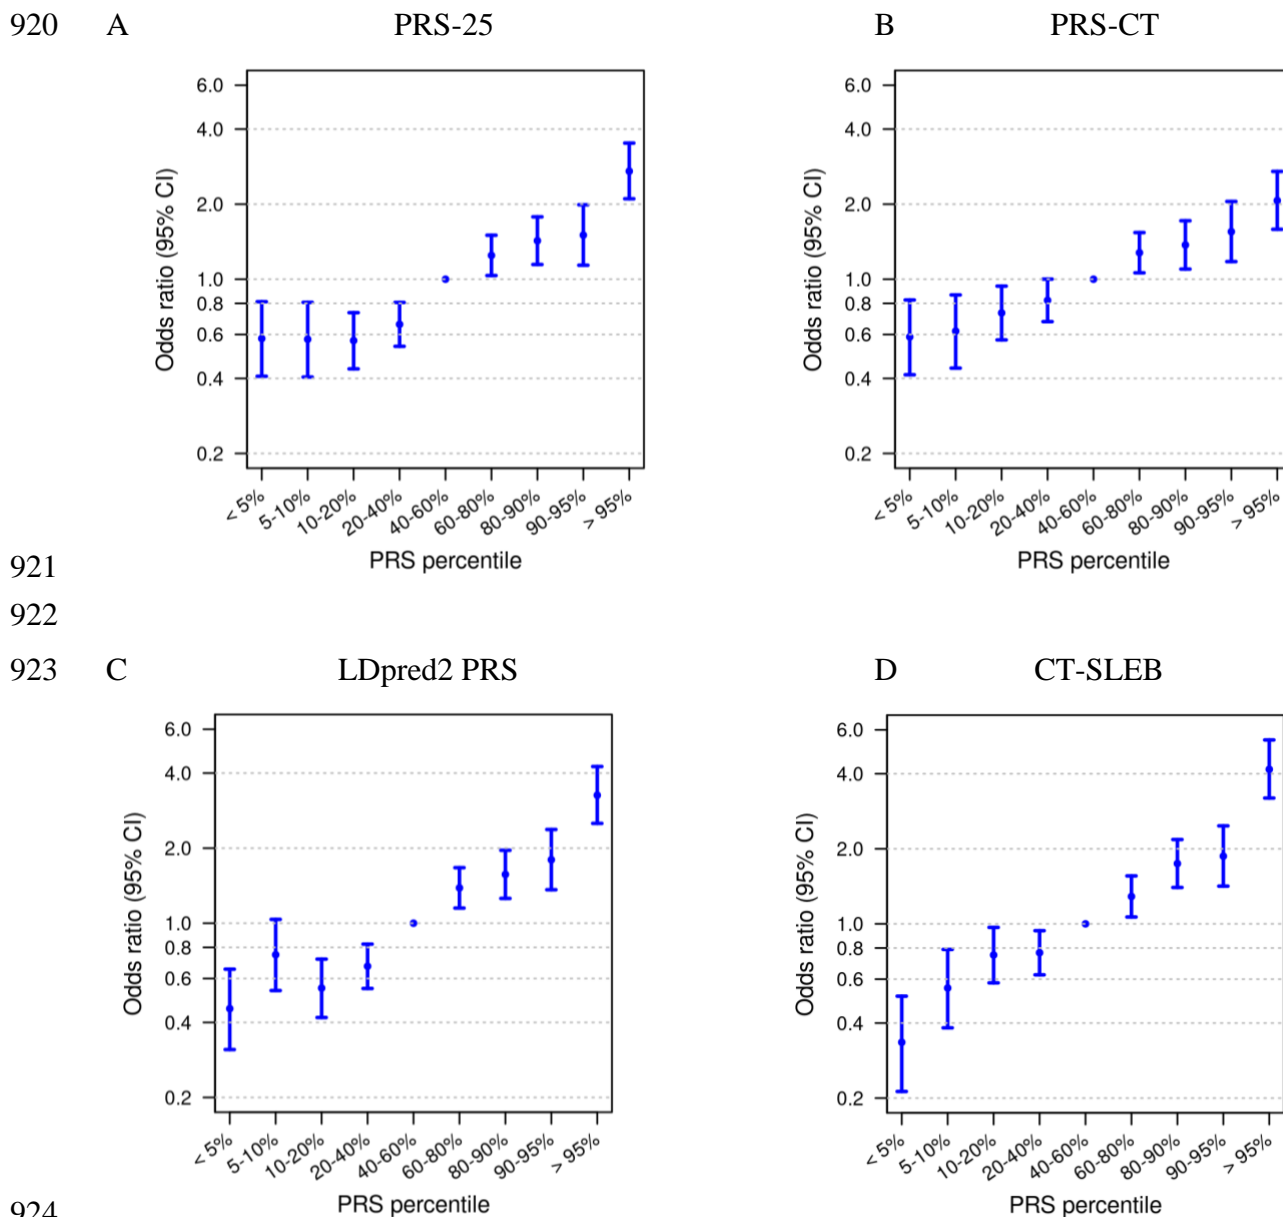 920 A PRS-25 B PRS-CT
6.0
4.0
2.0
1.0
0.8
0.6
0.4
0.2
Odds ratio (95% CI)
< 5% 5-10% 10-20% 20-40% 40-60% 60-80% 80-90% 90-95% > 95%
PRS percentile
6.0
4.0
2.0
1.0
0.8
0.6
0.4
0.2
Odds ratio (95% CI)
< 5% 5-10% 10-20% 20-40% 40-60% 60-80% 80-90% 90-95% > 95%
PRS percentile
921
922
923 C LDpred2 PRS D CT-SLEB
6.0
4.0
2.0
1.0
0.8
0.6
0.4
0.2
Odds ratio (95% CI)
< 5% 5-10% 10-20% 20-40% 40-60% 60-80% 80-90% 90-95% > 95%
PRS percentile
6.0
4.0
2.0
1.0
0.8
0.6
0.4
0.2
Odds ratio (95% CI)
< 5% 5-10% 10-20% 20-40% 40-60% 60-80% 80-90% 90-95% > 95%
PRS percentile
924